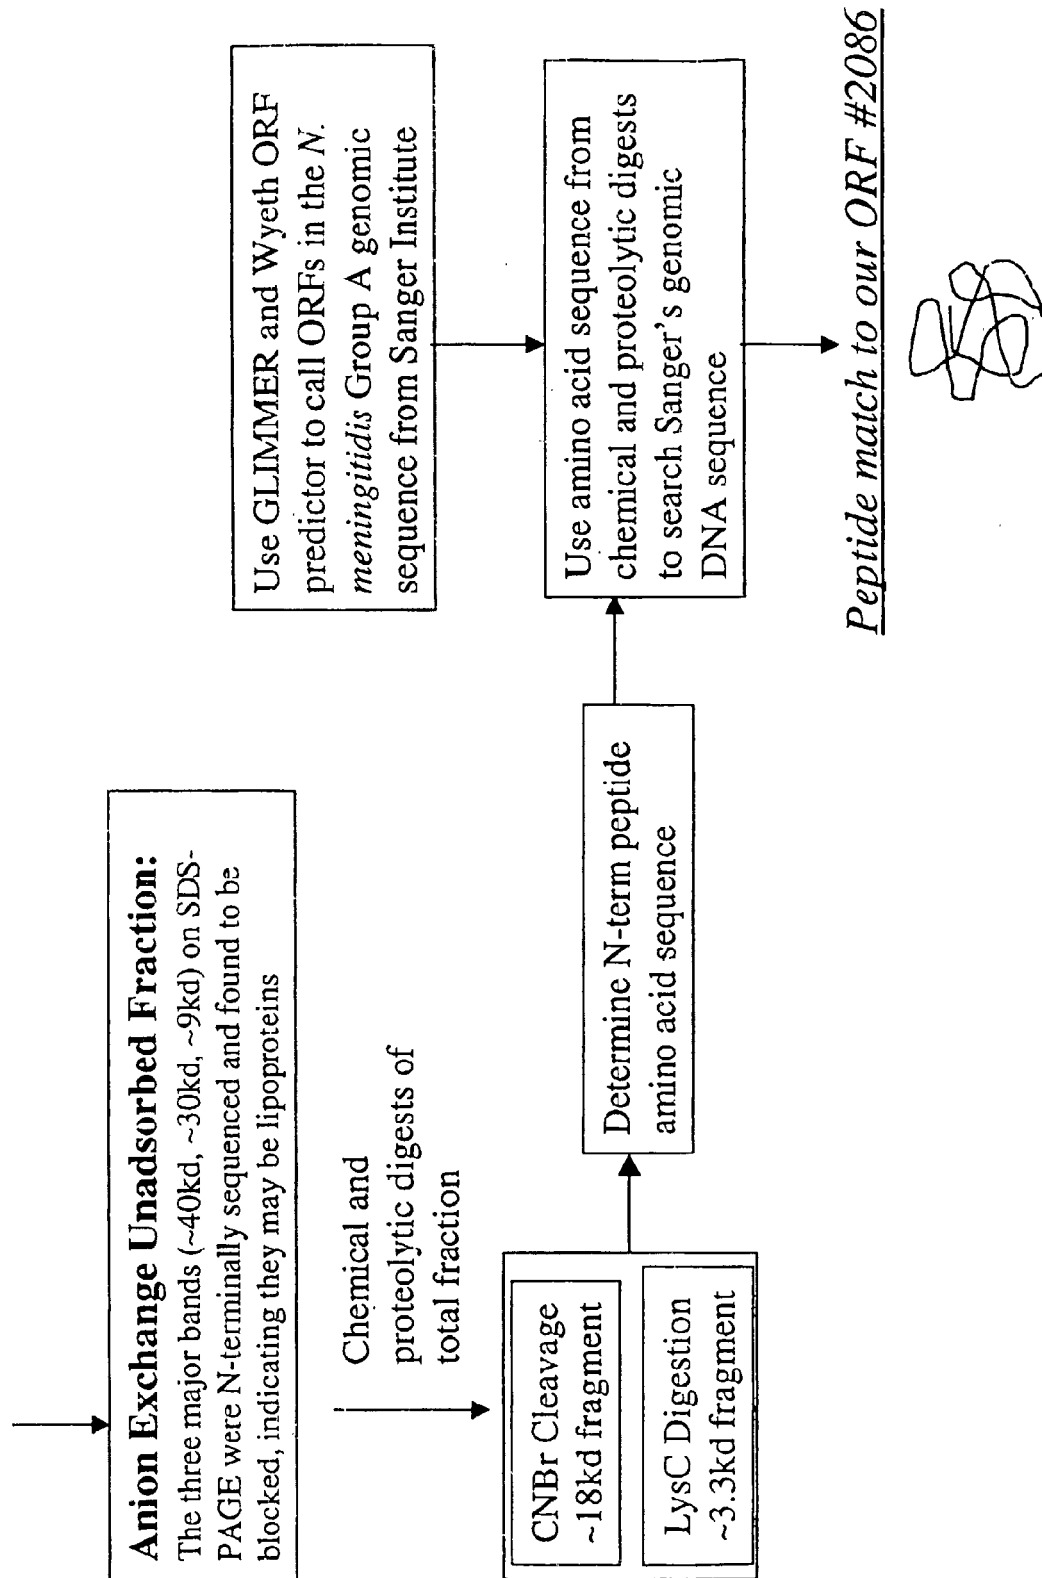 Anion Exchange Unadsorbed Fraction:
The three major bands (~40kd, ~30kd, ~9kd) on SDS-
PAGE were N-terminally sequenced and found to be
blocked, indicating they may be lipoproteins
Chemical and
proteolytic digests of
total fraction
CNBr Cleavage
~18kd fragment
LysC Digestion
~3.3kd fragment
Determine N-term peptide
amino acid sequence
Use GLIMMER and Wyeth ORF
predictor to call ORFs in the N.
meningitidis Group A genomic
sequence from Sanger Institute
Use amino acid sequence from
chemical and proteolytic digests
to search Sanger's genomic
DNA sequence
Peptide match to our ORF #2086